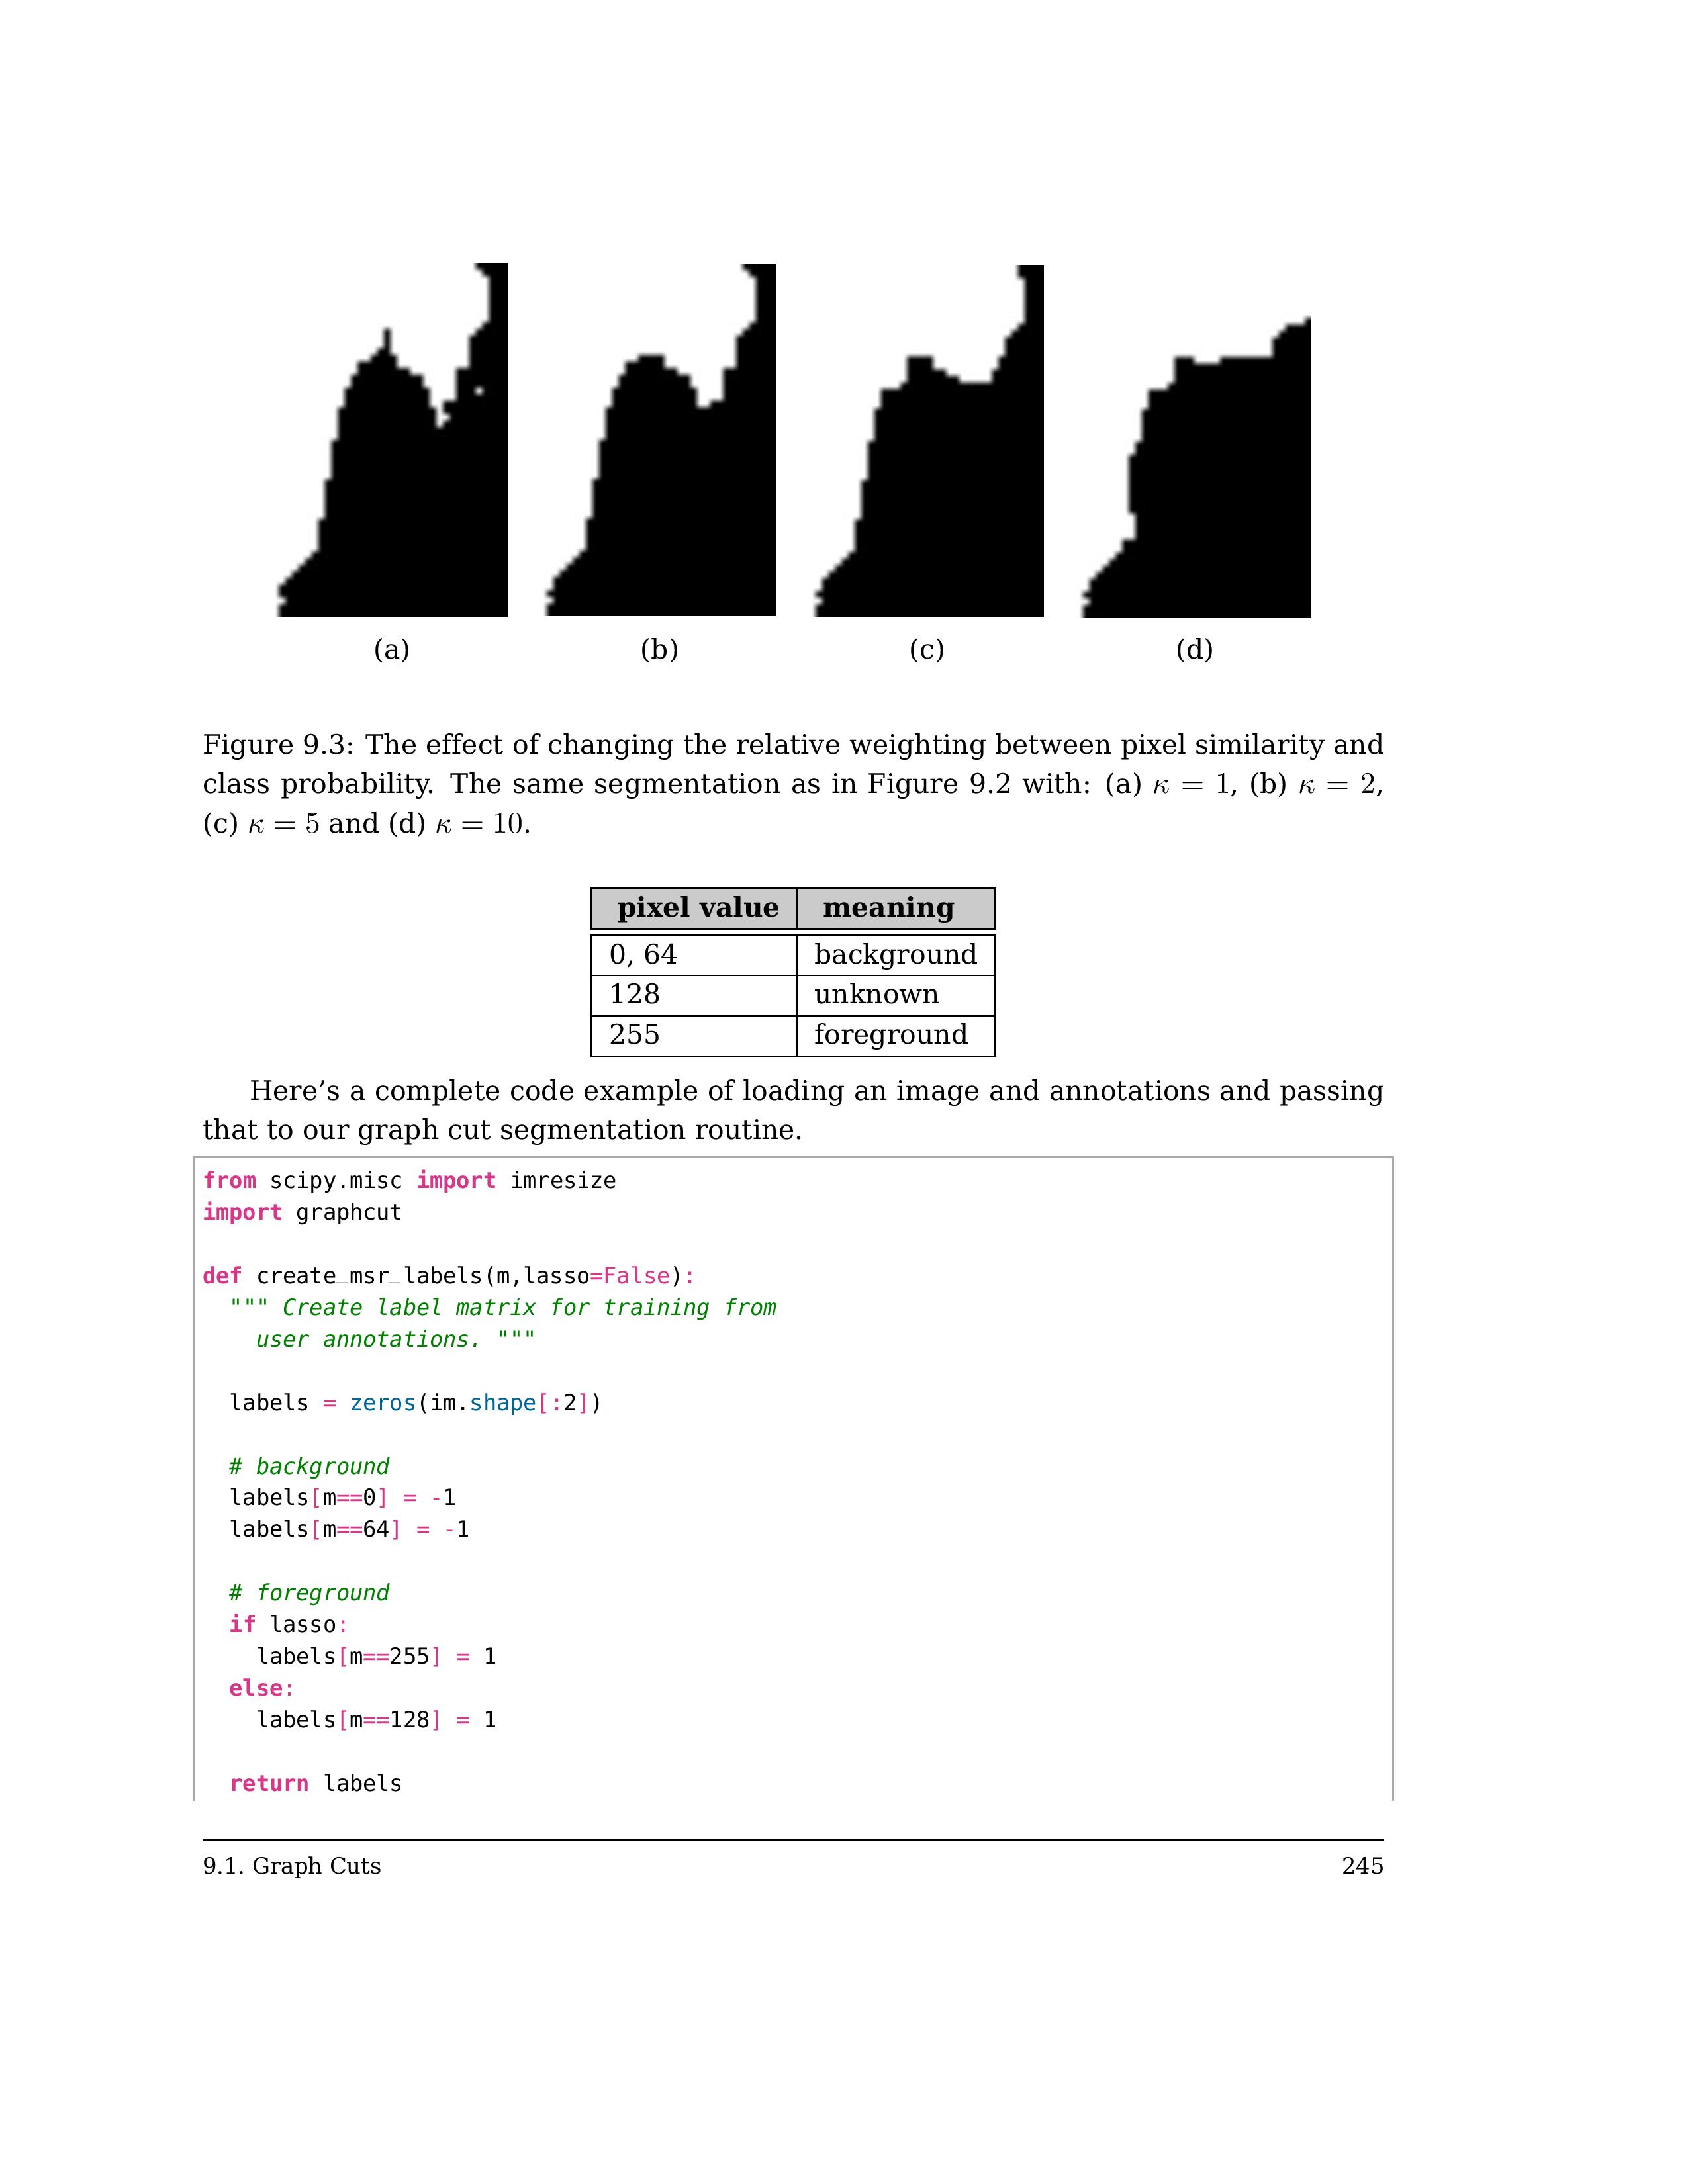 (a)
(b)
(c)
(d)
Figure 9.3: The effect of changing the relative weighting between pixel similarity and
class probability. The same segmentation as in Figure 9.2 with: (a) κ = 1, (b) κ = 2,
(c) κ = 5 and (d) κ = 10.
pixel value meaning
0, 64 background
128 unknown
255 foreground
Here’s a complete code example of loading an image and annotations and passing
that to our graph cut segmentation routine.
from scipy.misc import imresize
import graphcut
def create_msr_labels(m,lasso=False):
  """ Create label matrix for training from
    user annotations. """
  labels = zeros(im.shape[:2])
  # background
  labels[m==0] = -1
  labels[m==64] = -1
  # foreground
  if lasso:
    labels[m==255] = 1
  else:
    labels[m==128] = 1
  return labels
9.1. Graph Cuts 245